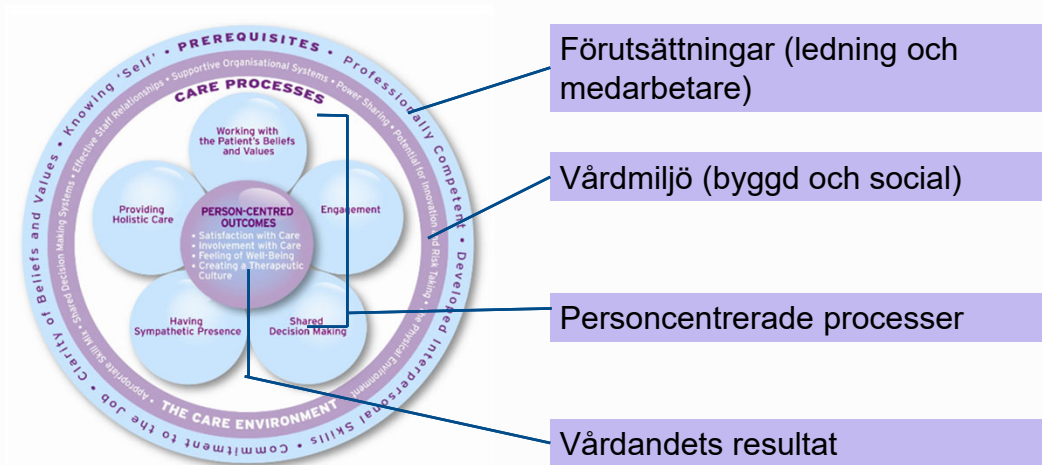 • PREREQUISITES • Professionally Competent • Developed Interpersonal Skills • Commitment to the Job • Clarity of Beliefs and Values • Knowing 'Self'
THE CARE ENVIRONMENT • Appropriate Skill Mix • Shared Decision Making Systems • Effective Staff Relationships • Supportive Organisational Systems • Power Sharing • Potential for Innovation and Risk Taking • The Physical Environment
CARE PROCESSES
Working with
the Patient's Beliefs
and Values
Providing
Holistic Care
Engagement
PERSON-CENTRED
OUTCOMES
• Satisfaction with Care
• Involvement with Care
• Feeling of Well-Being
• Creating a Therapeutic
Culture
Having
Sympathetic Presence
Shared
Decision Making
Förutsättningar (ledning och
medarbetare)
Vårdmiljö (byggd och social)
Personcentrerade processer
Vårdandets resultat